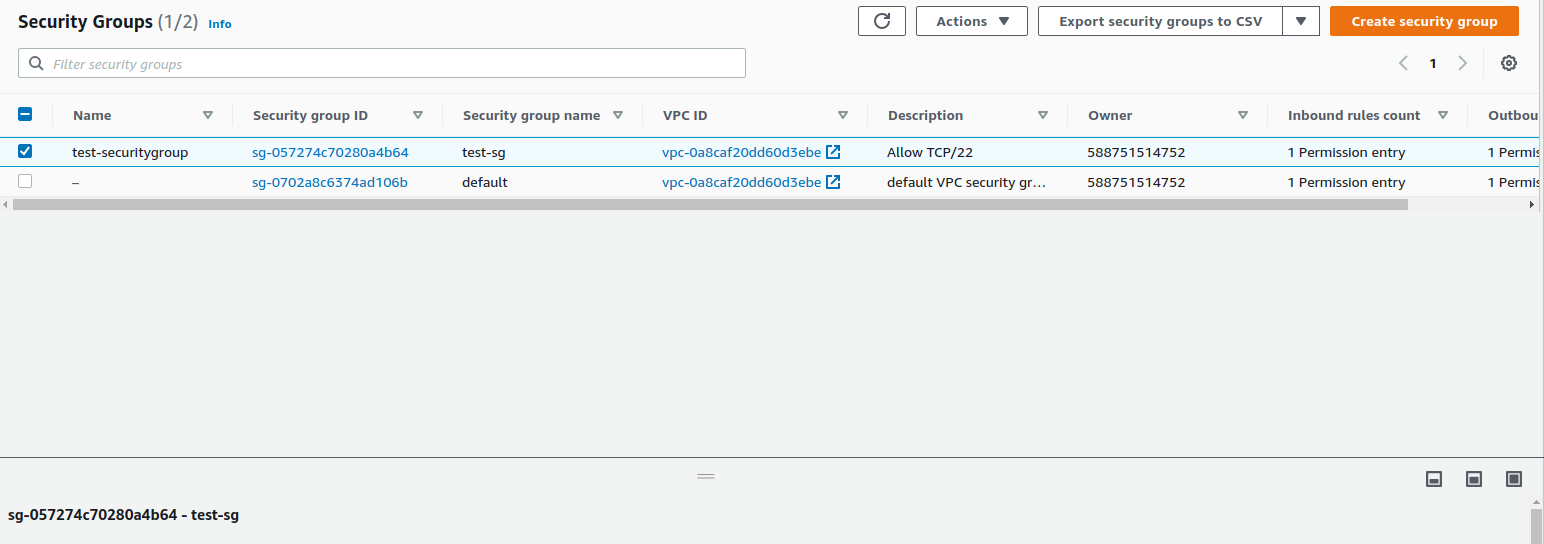 Security Groups (1/2) Info Actions Export security groups to CSV Create security group
Filter security groups 1
Name Security group ID Security group name VPC ID Description Owner Inbound rules count Outbou
test-securitygroup sg-057274c70280a4b64 test-sg vpc-0a8caf20dd60d3ebe Allow TCP/22 588751514752 1 Permission entry 1 Permis
– sg-0702a8c6374ad106b default vpc-0a8caf20dd60d3ebe default VPC security gr… 588751514752 1 Permission entry 1 Permis
sg-057274c70280a4b64 - test-sg